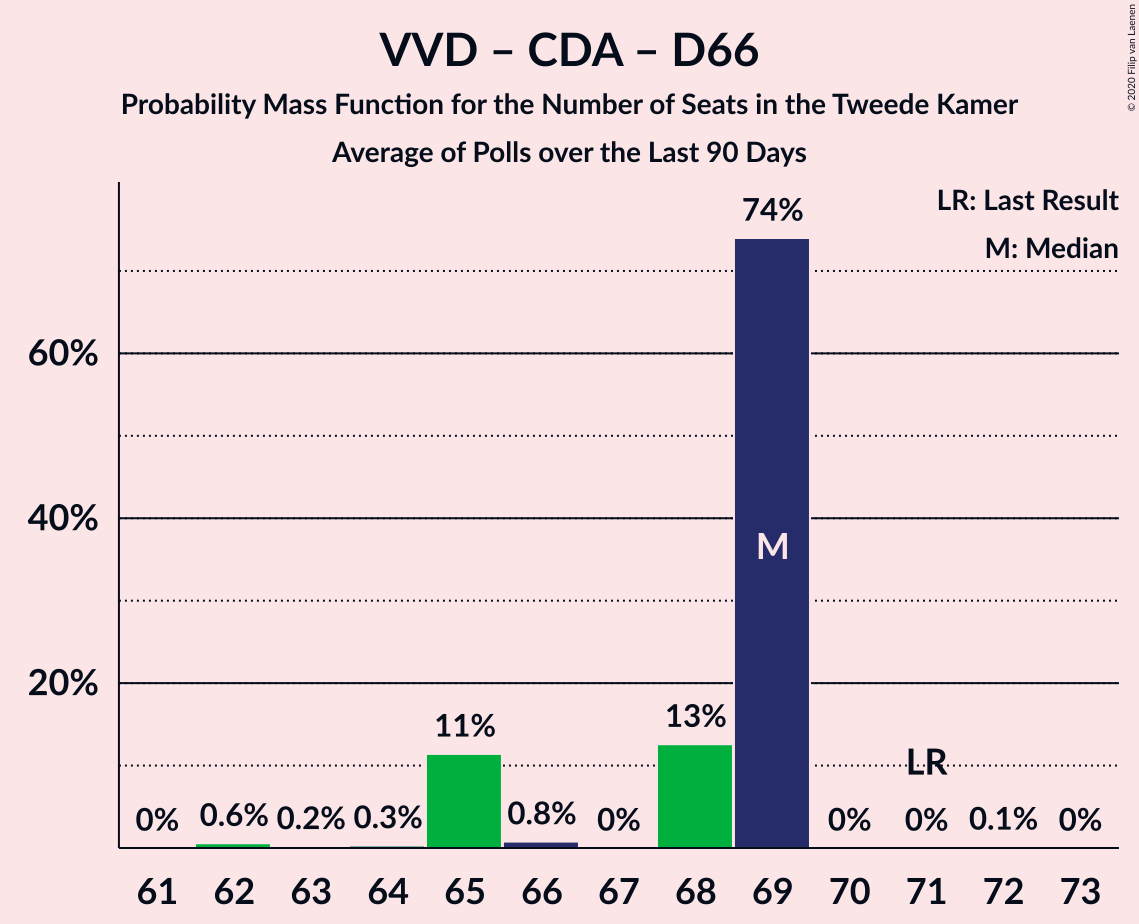 VVD – CDA – D66
Probability Mass Function for the Number of Seats in the Tweede Kamer
Average of Polls over the Last 90 Days
© 2020 Filip van Laenen
LR: Last Result
M: Median
74%
60%
40%
M
20%
13%
11%
LR
0% 0.6% 0.2% 0.3% 0.8% 0% 0% 0% 0.1% 0%
61 62 63 64 65 66 67 68 69 70 71 72 73